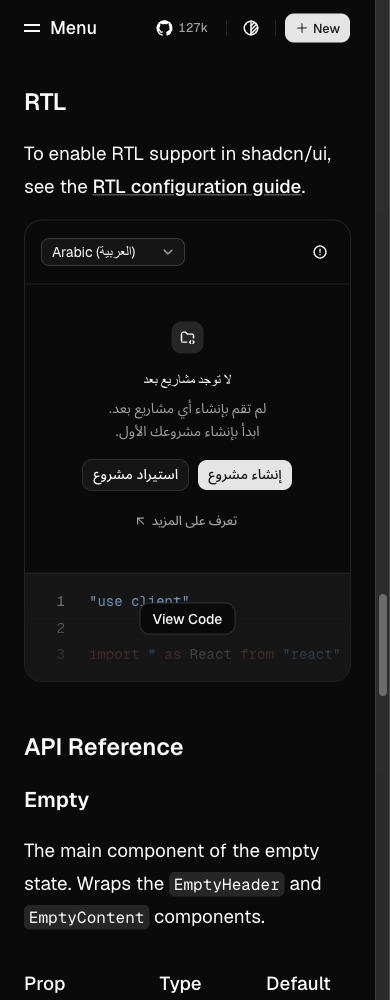 Menu
127k
New
RTL
To enable RTL support in shadcn/ui,
see the RTL configuration guide.
Arabic (العربية)
لا توجد مشاريع بعد
لم تقم بإنشاء أي مشاريع بعد.
ابدأ بإنشاء مشروعك الأول.
إنشاء مشروع
استيراد مشروع
تعرف على المزيد
1 "use client"
2
3 import * as React from "react"
View Code
API Reference
Empty
The main component of the empty
state. Wraps the EmptyHeader and
EmptyContent components.
Prop Type Default